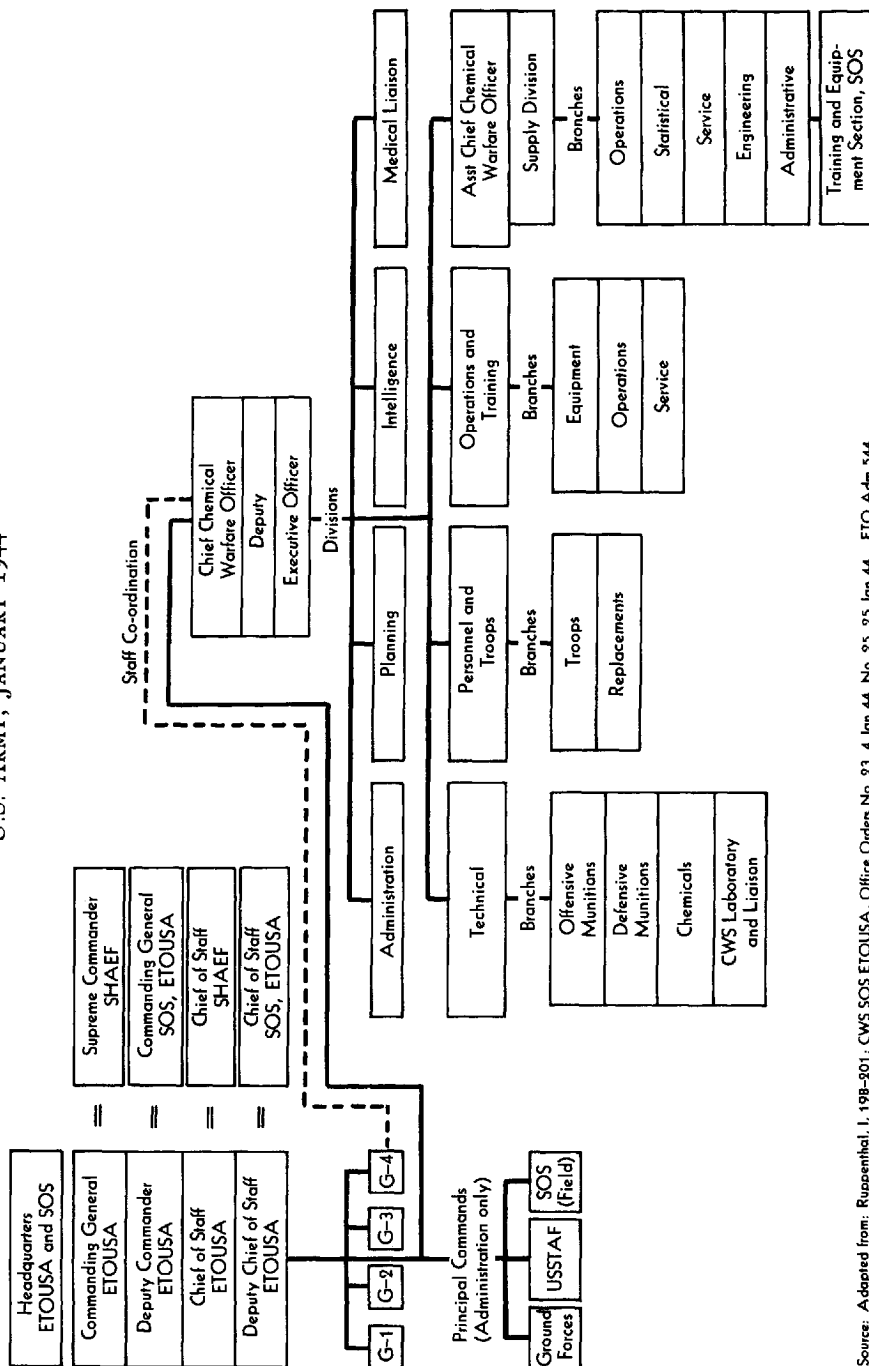 U.S. ARMY, JANUARY 1944
Headquarters
ETOUSA and SOS
Commanding General
ETOUSA
=
Supreme Commander
SHAEF
Deputy Commander
ETOUSA
=
Commanding General
SOS, ETOUSA
Chief of Staff
ETOUSA
=
Chief of Staff
SHAEF
Deputy Chief of Staff
ETOUSA
=
Chief of Staff
SOS, ETOUSA
G-1
G-2
G-3
G-4
Principal Commands
(Administration only)
Ground
Forces
USSTAF
SOS
(Field)
Staff Co-ordination
Chief Chemical
Warfare Officer
Deputy
Executive Officer
Divisions
Administration
Planning
Intelligence
Medical Liaison
Technical
Branches
Offensive
Munitions
Defensive
Munitions
Chemicals
CWS Laboratory
and Liaison
Personnel and
Troops
Branches
Troops
Replacements
Operations and
Training
Branches
Equipment
Operations
Service
Asst Chief Chemical
Warfare Officer
Supply Division
Branches
Operations
Statistical
Service
Engineering
Administrative
Training and Equip-
ment Section, SOS
Source: Adapted from: Ruppenthal, I, 198-201; CWS SOS ETOUSA, Office Orders No. 23, 4 Jan 44, No. 25, 25 Jan 44. ETO Adm 544.